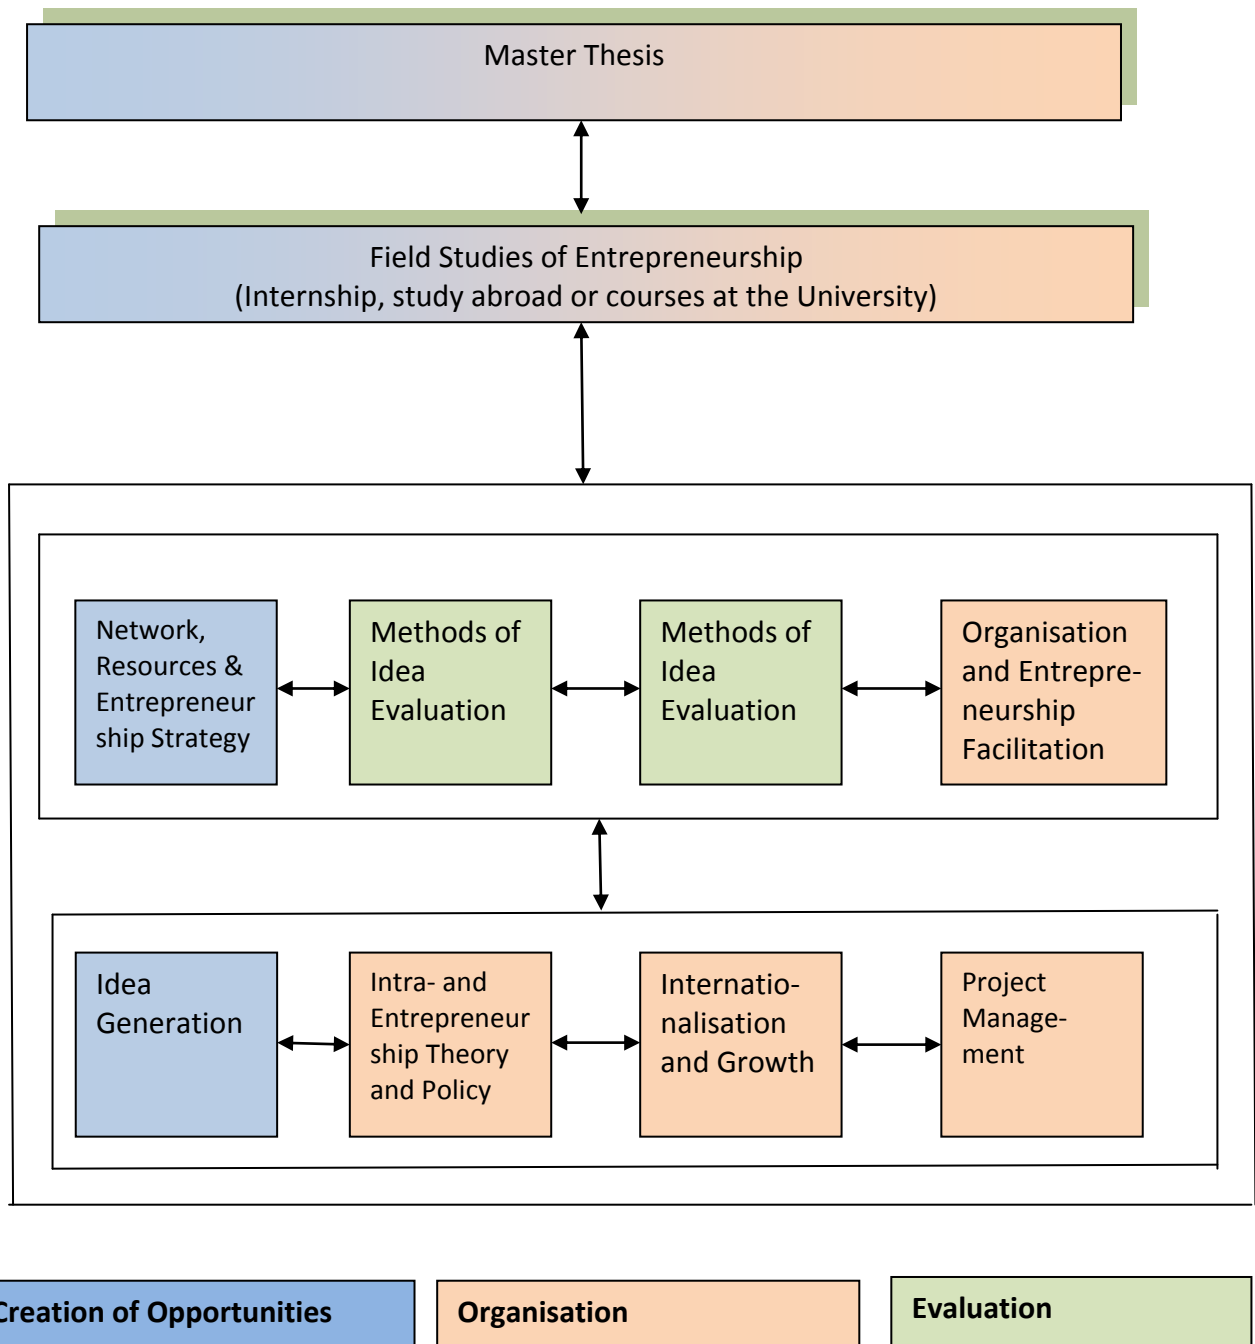 Master Thesis
Field Studies of Entrepreneurship
(Internship, study abroad or courses at the University)
Network,
Resources &
Entrepreneur
ship Strategy
Methods of
Idea
Evaluation
Methods of
Idea
Evaluation
Organisation
and Entrepre-
neurship
Facilitation
Idea
Generation
Intra- and
Entrepreneur
ship Theory
and Policy
Internatio-
nalisation
and Growth
Project
Manage-
ment
Creation of Opportunities
Organisation
Evaluation